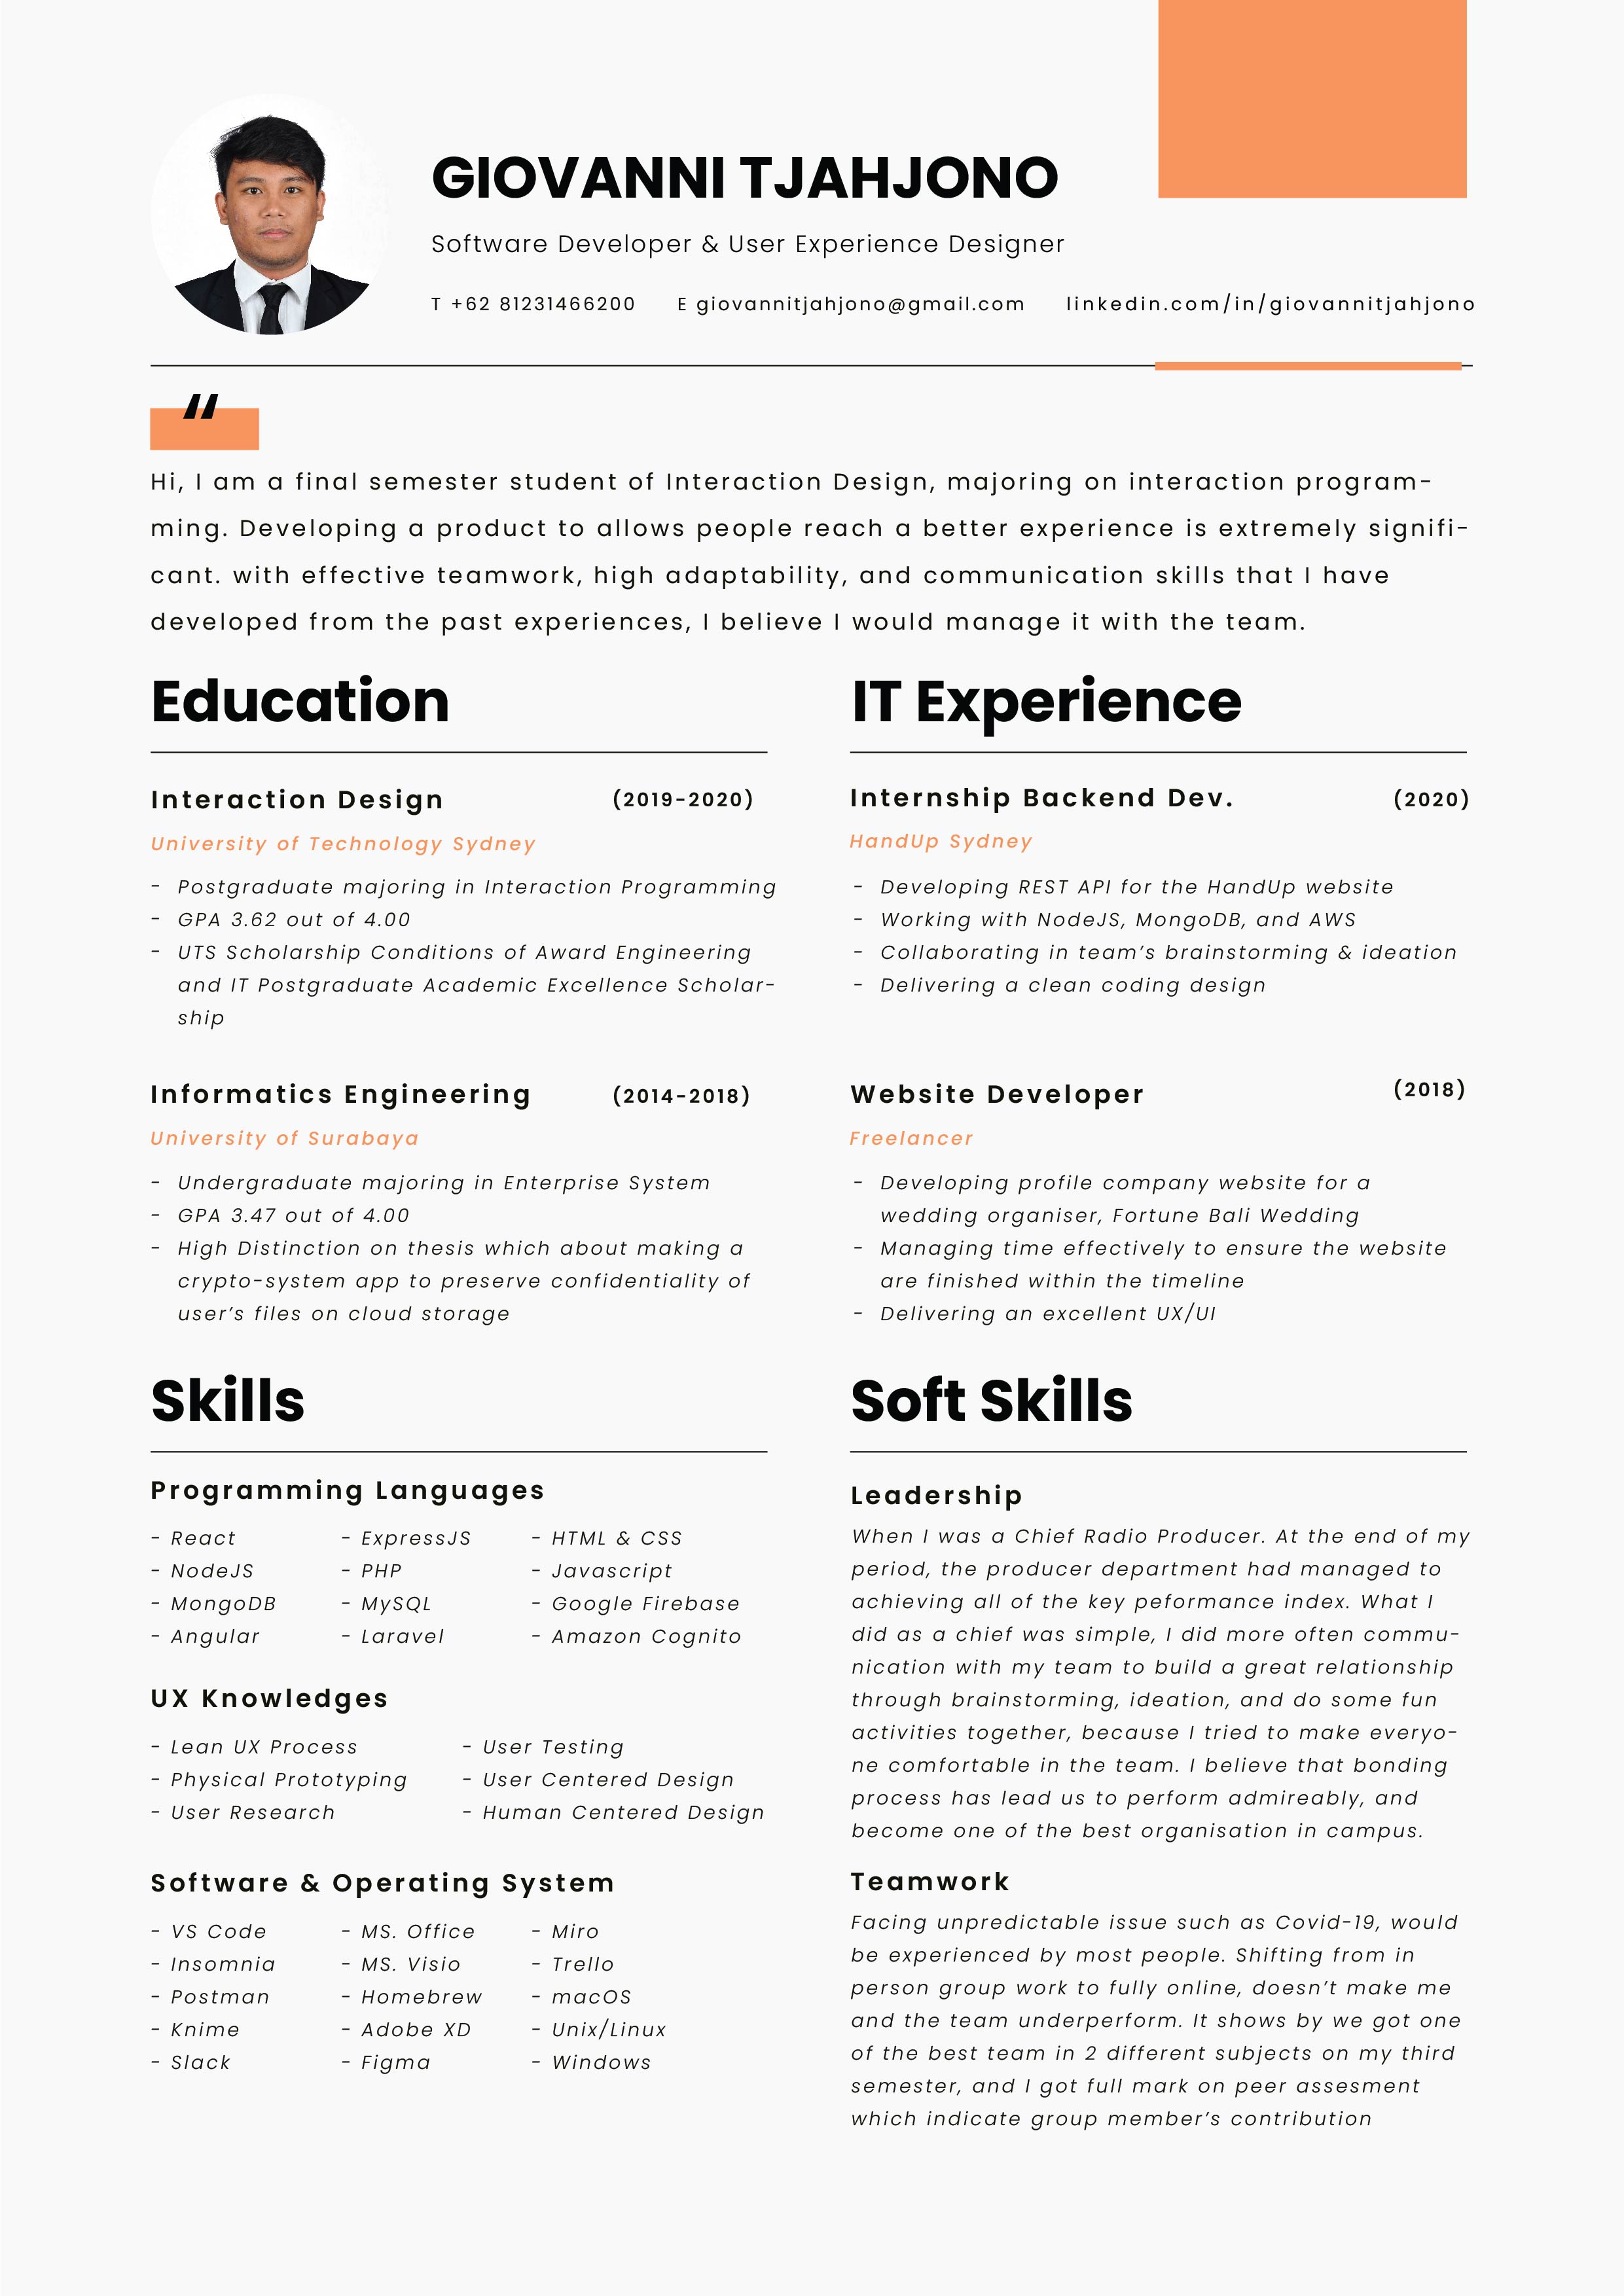 GIOVANNI TJAHJONO
Software Developer & User Experience Designer
T +62 81231466200 E giovannitjahjono@gmail.com linkedin.com/in/giovannitjahjono
“
Hi, I am a final semester student of Interaction Design, majoring on interaction program-
ming. Developing a product to allows people reach a better experience is extremely signifi-
cant. with effective teamwork, high adaptability, and communication skills that I have
developed from the past experiences, I believe I would manage it with the team.
Education
Interaction Design (2019-2020)
University of Technology Sydney
- Postgraduate majoring in Interaction Programming
- GPA 3.62 out of 4.00
- UTS Scholarship Conditions of Award Engineering
and IT Postgraduate Academic Excellence Scholar-
ship
Informatics Engineering (2014-2018)
University of Surabaya
- Undergraduate majoring in Enterprise System
- GPA 3.47 out of 4.00
- High Distinction on thesis which about making a
crypto-system app to preserve confidentiality of
user’s files on cloud storage
IT Experience
Internship Backend Dev. (2020)
HandUp Sydney
- Developing REST API for the HandUp website
- Working with NodeJS, MongoDB, and AWS
- Collaborating in team’s brainstorming & ideation
- Delivering a clean coding design
Website Developer (2018)
Freelancer
- Developing profile company website for a
wedding organiser, Fortune Bali Wedding
- Managing time effectively to ensure the website
are finished within the timeline
- Delivering an excellent UX/UI
Skills
Programming Languages
- React - ExpressJS - HTML & CSS
- NodeJS - PHP - Javascript
- MongoDB - MySQL - Google Firebase
- Angular - Laravel - Amazon Cognito
UX Knowledges
- Lean UX Process - User Testing
- Physical Prototyping - User Centered Design
- User Research - Human Centered Design
Software & Operating System
- VS Code - MS. Office - Miro
- Insomnia - MS. Visio - Trello
- Postman - Homebrew - macOS
- Knime - Adobe XD - Unix/Linux
- Slack - Figma - Windows
Soft Skills
Leadership
When I was a Chief Radio Producer. At the end of my
period, the producer department had managed to
achieving all of the key peformance index. What I
did as a chief was simple, I did more often commu-
nication with my team to build a great relationship
through brainstorming, ideation, and do some fun
activities together, because I tried to make everyo-
ne comfortable in the team. I believe that bonding
process has lead us to perform admireably, and
become one of the best organisation in campus.
Teamwork
Facing unpredictable issue such as Covid-19, would
be experienced by most people. Shifting from in
person group work to fully online, doesn’t make me
and the team underperform. It shows by we got one
of the best team in 2 different subjects on my third
semester, and I got full mark on peer assesment
which indicate group member’s contribution